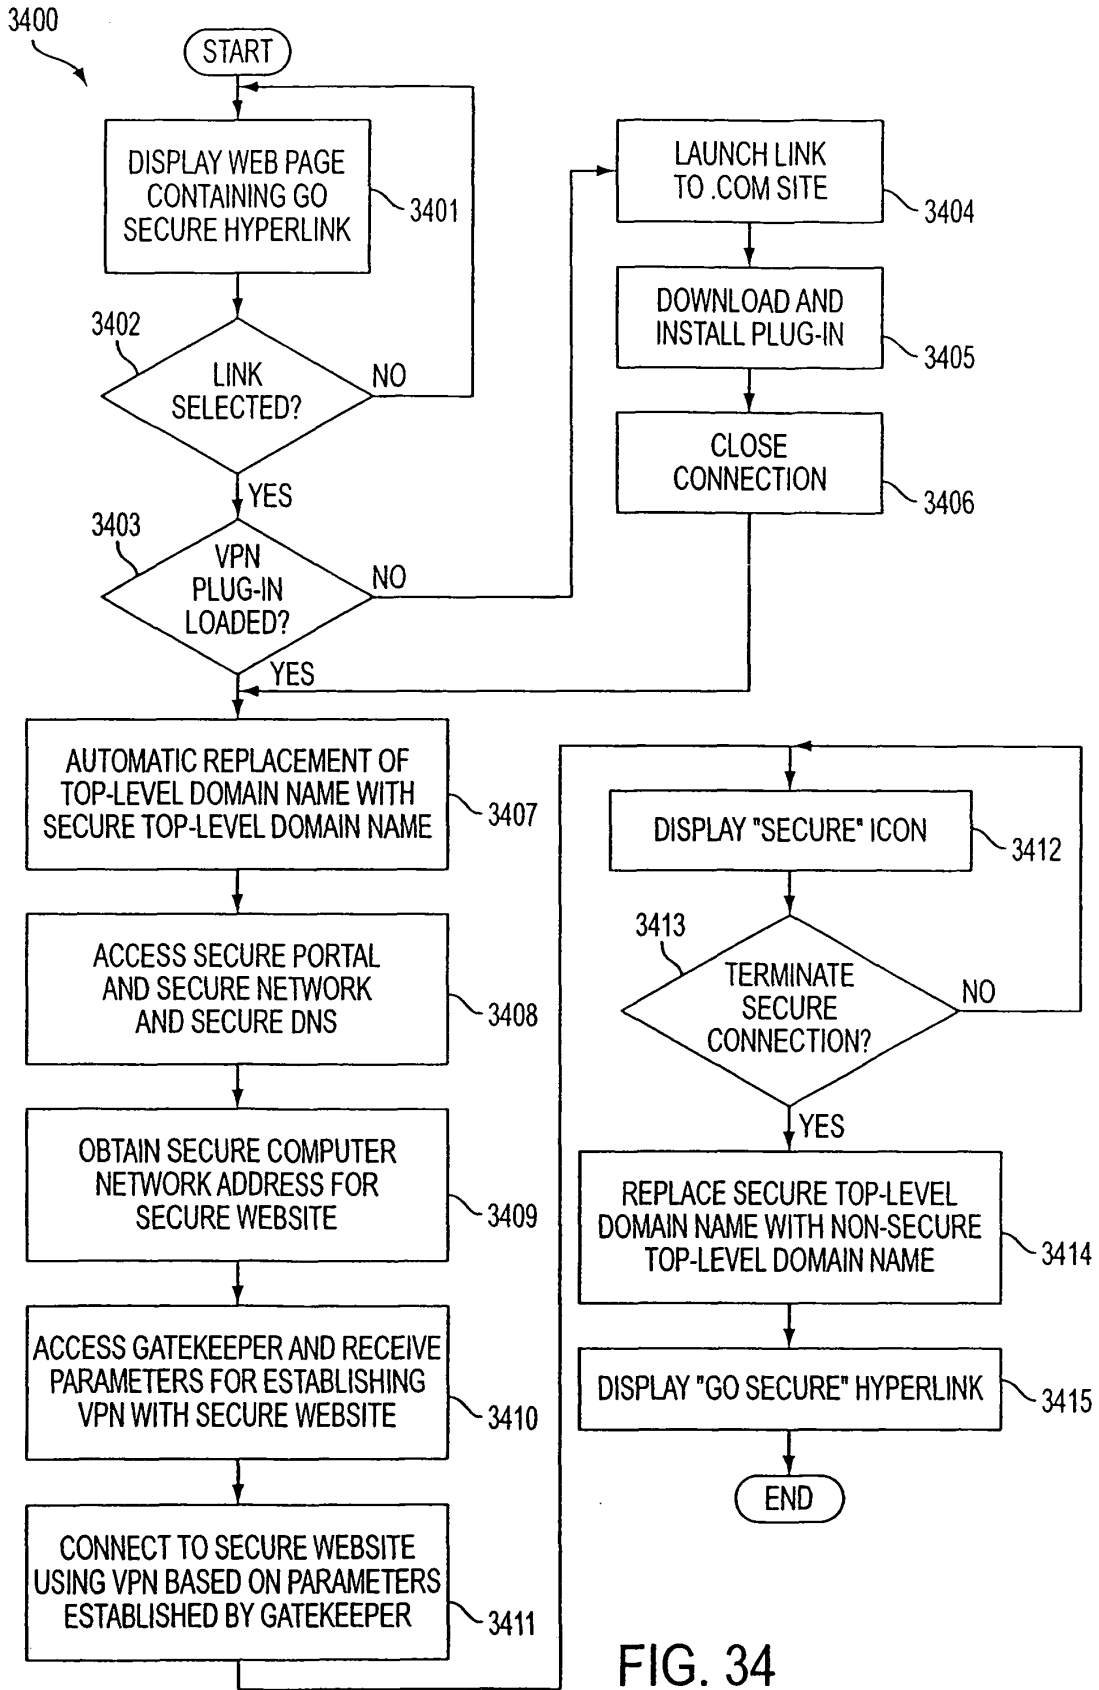 3400
START
DISPLAY WEB PAGE
CONTAINING GO
SECURE HYPERLINK
3401
3402
LINK
SELECTED?
NO
YES
3403
VPN
PLUG-IN
LOADED?
NO
YES
LAUNCH LINK
TO .COM SITE
3404
DOWNLOAD AND
INSTALL PLUG-IN
3405
CLOSE
CONNECTION
3406
AUTOMATIC REPLACEMENT OF
TOP-LEVEL DOMAIN NAME WITH
SECURE TOP-LEVEL DOMAIN NAME
3407
ACCESS SECURE PORTAL
AND SECURE NETWORK
AND SECURE DNS
3408
OBTAIN SECURE COMPUTER
NETWORK ADDRESS FOR
SECURE WEBSITE
3409
ACCESS GATEKEEPER AND RECEIVE
PARAMETERS FOR ESTABLISHING
VPN WITH SECURE WEBSITE
3410
CONNECT TO SECURE WEBSITE
USING VPN BASED ON PARAMETERS
ESTABLISHED BY GATEKEEPER
3411
DISPLAY "SECURE" ICON
3412
3413
TERMINATE
SECURE
CONNECTION?
NO
YES
REPLACE SECURE TOP-LEVEL
DOMAIN NAME WITH NON-SECURE
TOP-LEVEL DOMAIN NAME
3414
DISPLAY "GO SECURE" HYPERLINK
3415
END
FIG. 34